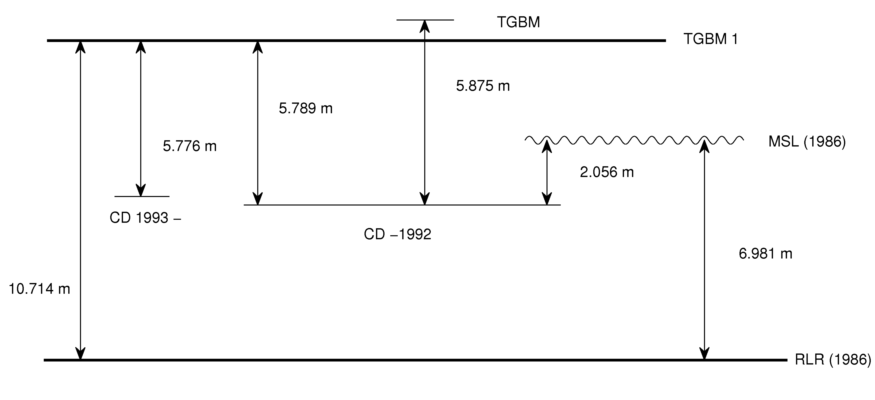 TGBM
TGBM 1
5.875 m
5.789 m
5.776 m
MSL (1986)
2.056 m
CD 1993 –
CD –1992
6.981 m
10.714 m
RLR (1986)